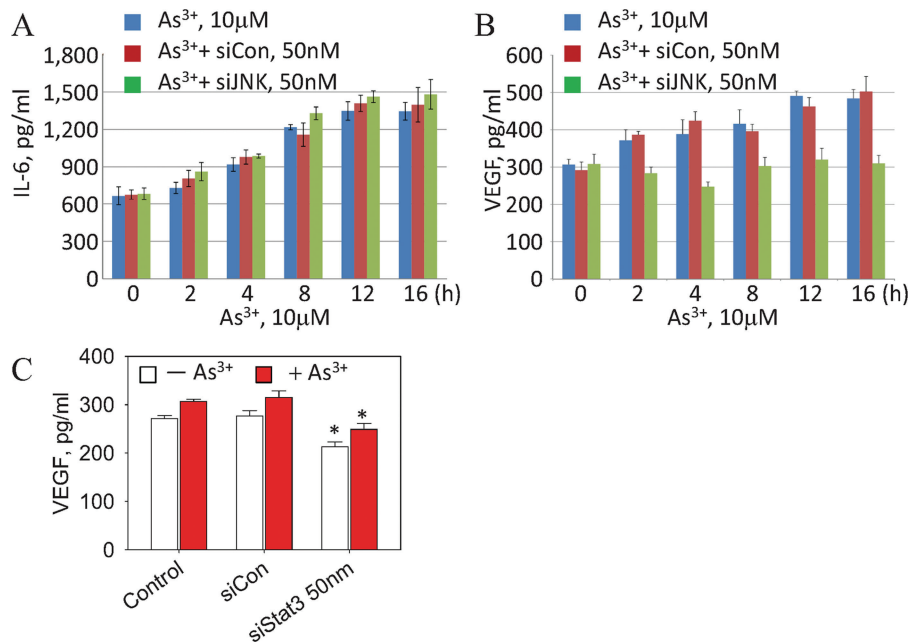 A
As³⁺, 10μM
As³⁺+ siCon, 50nM
As³⁺+ siJNK, 50nM
1,800
1,500
1,200
900
600
300
0
IL-6, pg/ml
0 2 4 8 12 16 (h)
As³⁺, 10μM
B
As³⁺, 10μM
As³⁺+ siCon, 50nM
As³⁺+ siJNK, 50nM
600
500
400
300
200
100
0
VEGF, pg/ml
0 2 4 8 12 16 (h)
As³⁺, 10μM
C
— As³⁺ + As³⁺
400
300
200
100
0
VEGF, pg/ml
* *
Control
siCon
siStat3 50nm